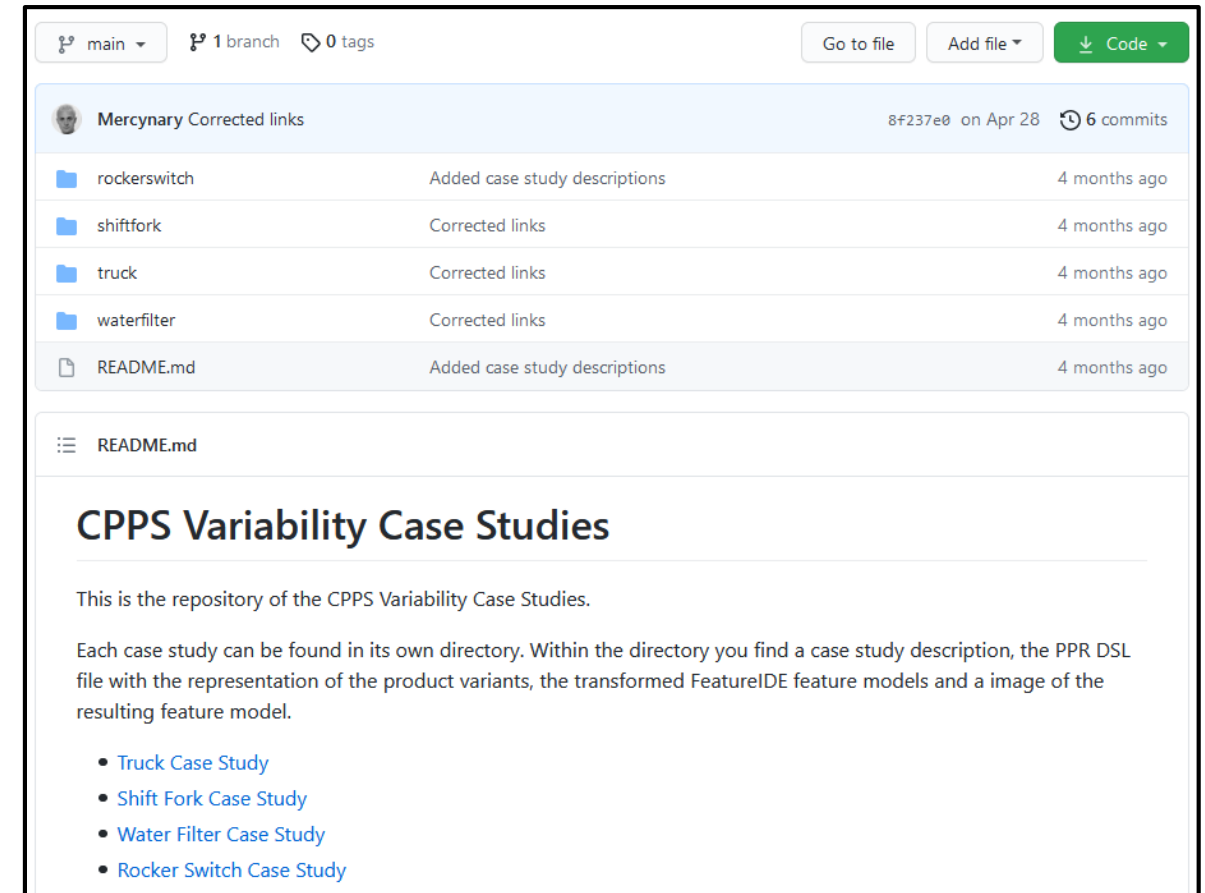 main 1 branch 0 tags Go to file Add file Code
Mercynary Corrected links 8f237e0 on Apr 28 6 commits
rockerswitch Added case study descriptions 4 months ago
shiftfork Corrected links 4 months ago
truck Corrected links 4 months ago
waterfilter Corrected links 4 months ago
README.md Added case study descriptions 4 months ago
README.md
CPPS Variability Case Studies
This is the repository of the CPPS Variability Case Studies.
Each case study can be found in its own directory. Within the directory you find a case study description, the PPR DSL
file with the representation of the product variants, the transformed FeatureIDE feature models and a image of the
resulting feature model.
• Truck Case Study
• Shift Fork Case Study
• Water Filter Case Study
• Rocker Switch Case Study